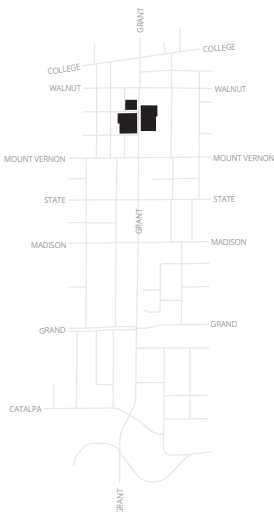 GRANT
COLLEGE
COLLEGE
WALNUT
WALNUT
MOUNT VERNON
MOUNT VERNON
STATE
STATE
GRANT
MADISON
MADISON
GRAND
GRAND
CATALPA
GRANT